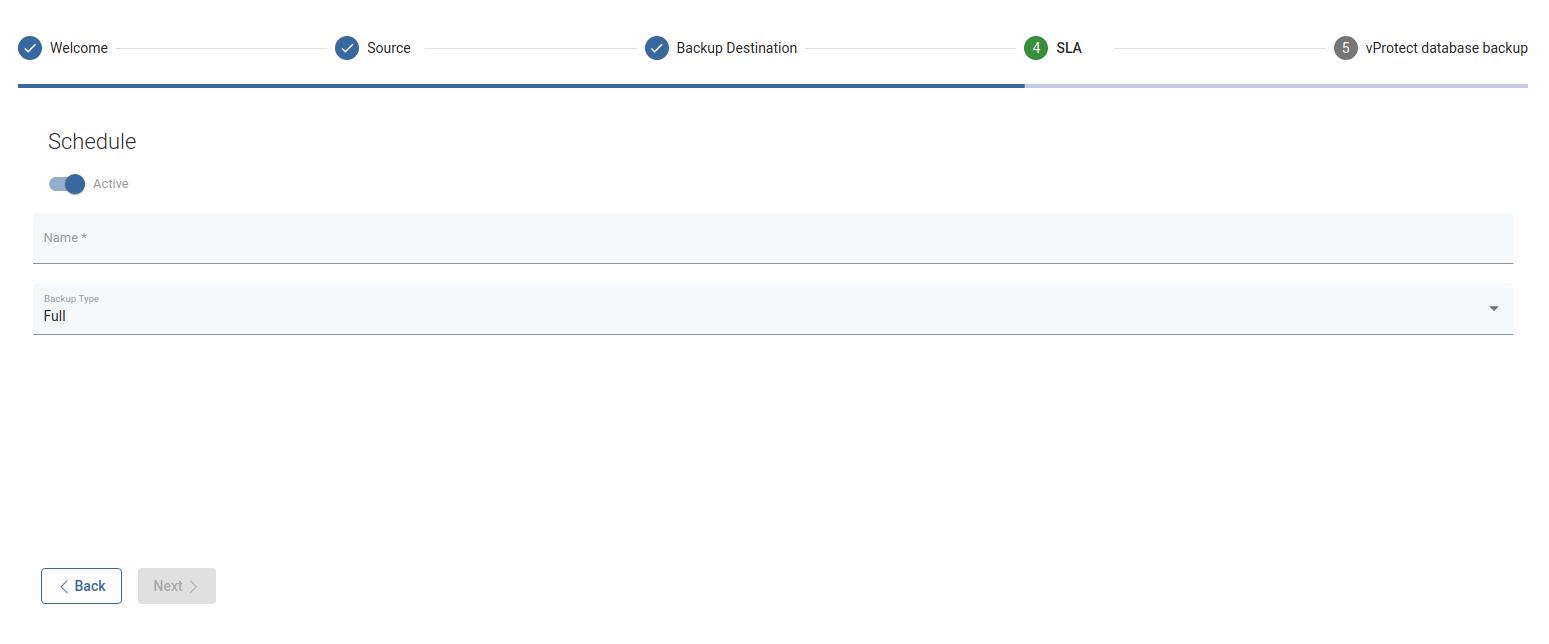 Welcome
Source
Backup Destination
4 SLA
5 vProtect database backup
Schedule
Active
Name *
Backup Type
Full
Back
Next